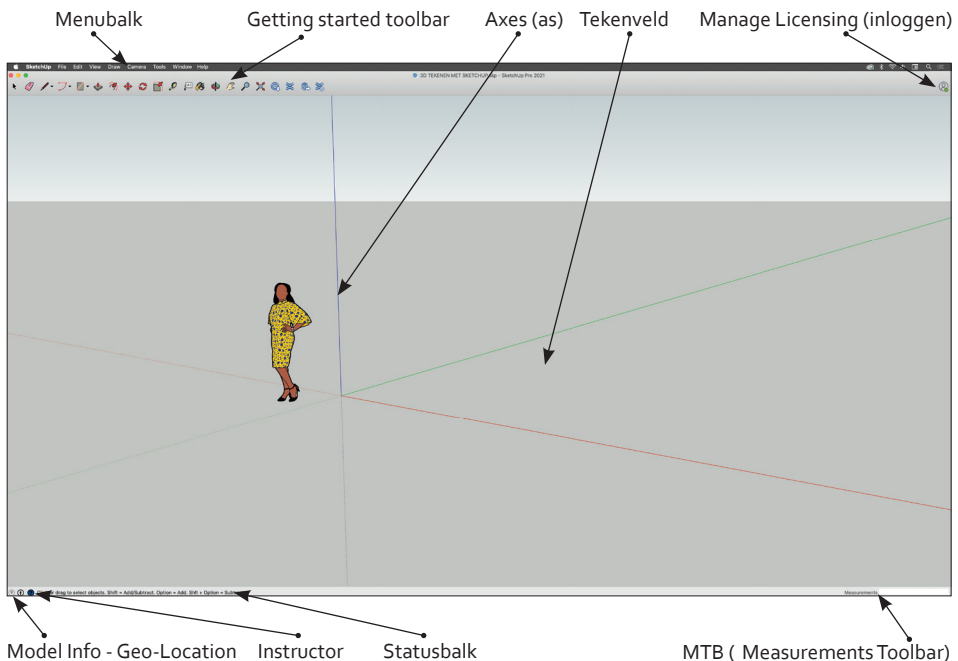 Menubalk Getting started toolbar Axes (as) Tekenveld Manage Licensing (inloggen)
SketchUp File Edit View Draw Camera Tools Window Help
3D TEKENEN MET SKETCHUP.skp - SketchUp Pro 2021
drag to select objects. Shift = Add/Subtract. Option = Add. Shift + Option =
Measurements
Model Info - Geo-Location Instructor Statusbalk MTB ( Measurements Toolbar)